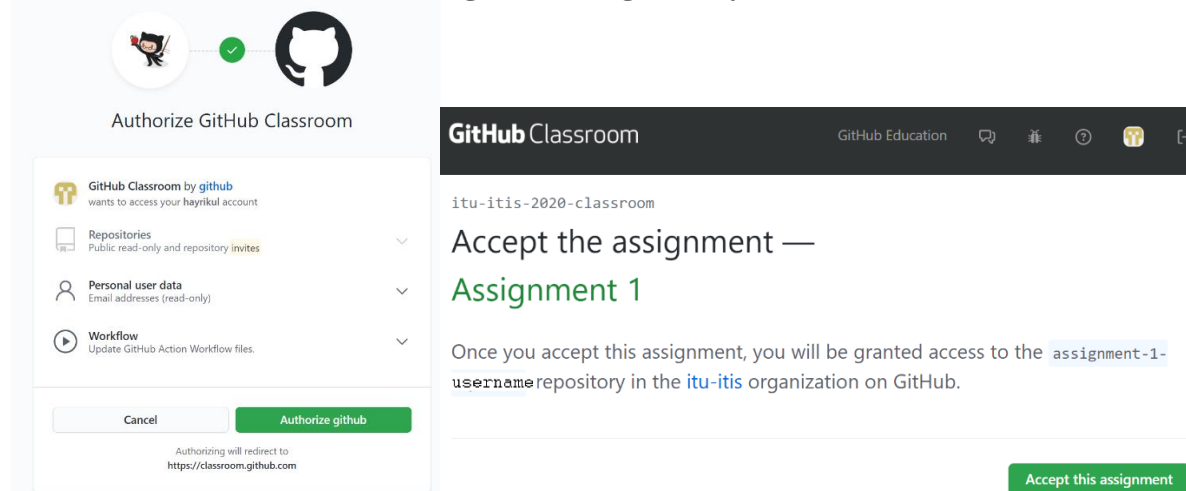 Authorize GitHub Classroom
GitHub Classroom by github
wants to access your hayrikul account
Repositories
Public read-only and repository invites
Personal user data
Email addresses (read-only)
Workflow
Update GitHub Action Workflow files.
Cancel
Authorize github
Authorizing will redirect to
https://classroom.github.com
GitHub Classroom
GitHub Education
itu-itis-2020-classroom
Accept the assignment —
Assignment 1
Once you accept this assignment, you will be granted access to the assignment-1-
username repository in the itu-itis organization on GitHub.
Accept this assignment